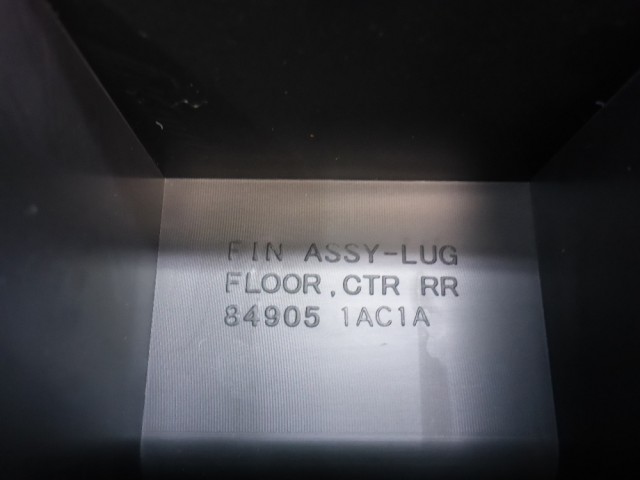 FIN ASSY-LUG
FLOOR,CTR RR
84905 1AC1A